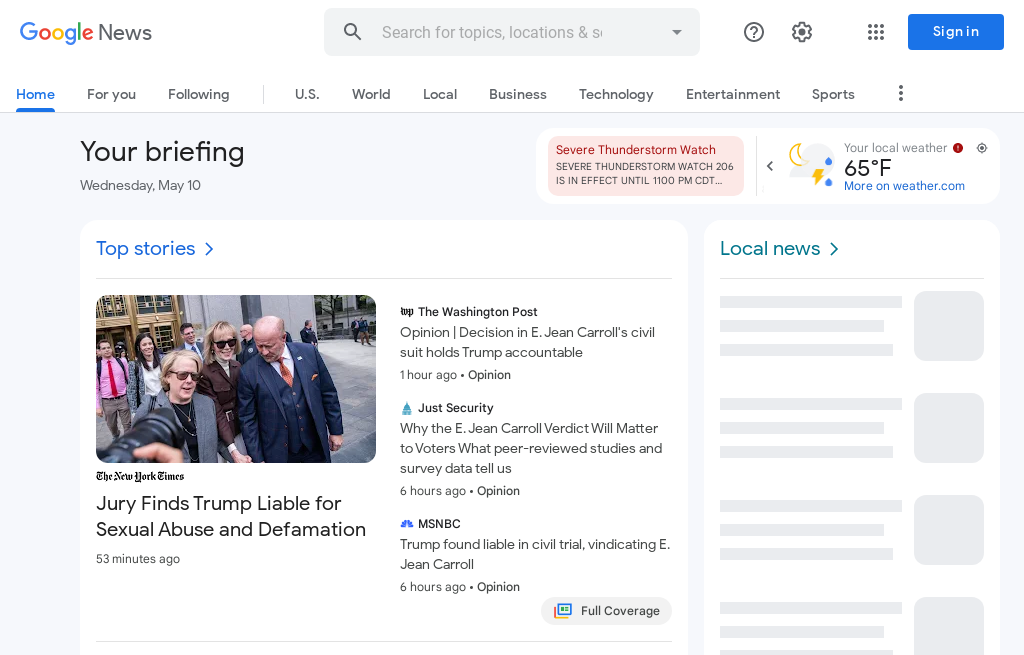 Google News
Search for topics, locations & s
Sign in
Home
For you
Following
U.S.
World
Local
Business
Technology
Entertainment
Sports
Your briefing
Wednesday, May 10
Severe Thunderstorm Watch
SEVERE THUNDERSTORM WATCH 206
IS IN EFFECT UNTIL 1100 PM CDT...
Your local weather
65°F
More on weather.com
Top stories
Local news
The New York Times
Jury Finds Trump Liable for
Sexual Abuse and Defamation
53 minutes ago
wp The Washington Post
Opinion | Decision in E. Jean Carroll's civil
suit holds Trump accountable
1 hour ago • Opinion
Just Security
Why the E. Jean Carroll Verdict Will Matter
to Voters What peer-reviewed studies and
survey data tell us
6 hours ago • Opinion
MSNBC
Trump found liable in civil trial, vindicating E.
Jean Carroll
6 hours ago • Opinion
Full Coverage